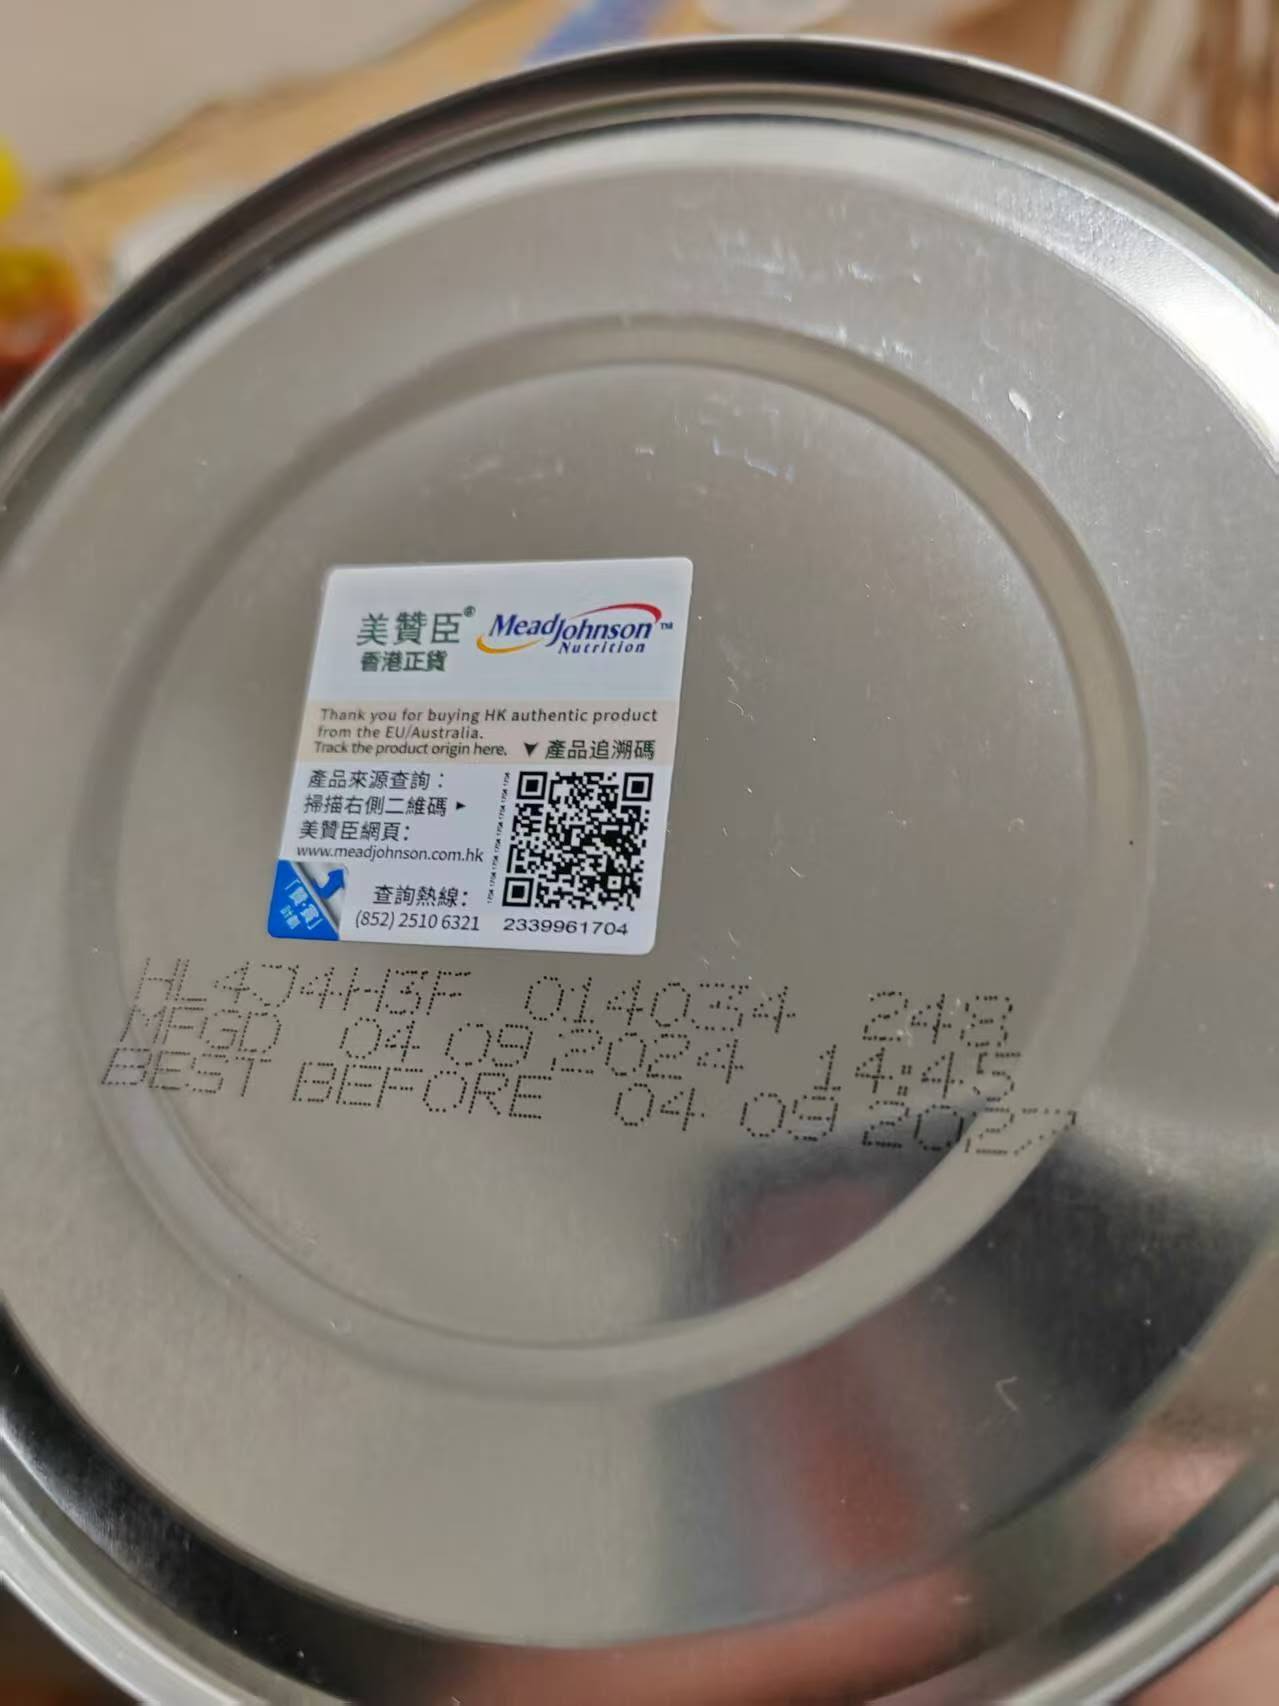 美贊臣® MeadJohnson™
香港正貨 Nutrition
Thank you for buying HK authentic product
from the EU/Australia.
Track the product origin here. ▼ 產品追溯碼
產品來源查詢：
掃描右側二維碼 ▸
美贊臣網頁：
www.meadjohnson.com.hk
查詢熱線：
(852) 2510 6321
2339961704
HL4J4H3F 014034 248
MFGD 04 09 2024 14:45
BEST BEFORE 04 09 2027